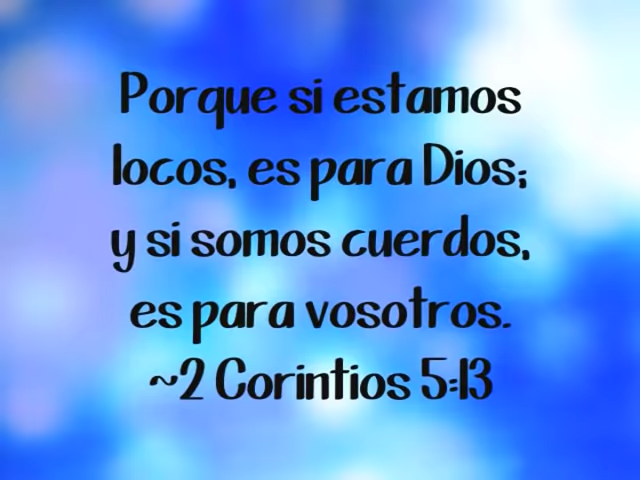 Porque si estamos
locos, es para Dios;
y si somos cuerdos,
es para vosotros.
~2 Corintios 5:13